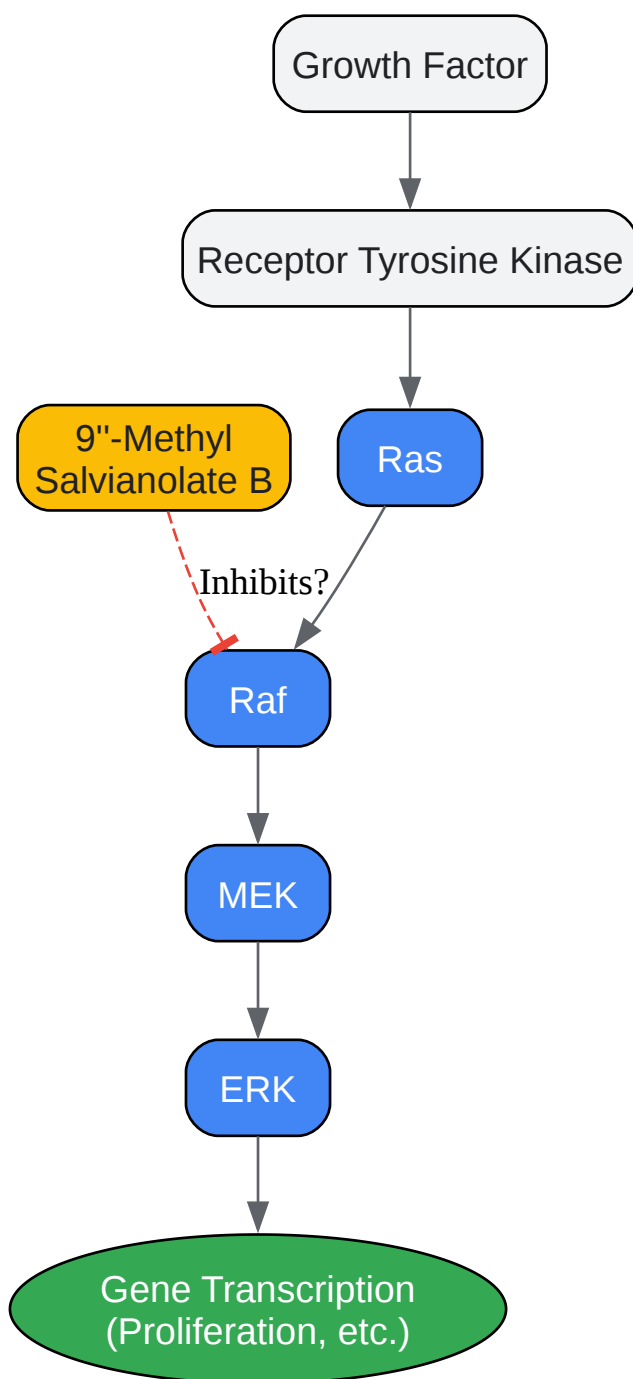 Growth Factor
Receptor Tyrosine Kinase
9''-Methyl
Salvianolate B
Ras
Inhibits?
Raf
MEK
ERK
Gene Transcription
(Proliferation, etc.)